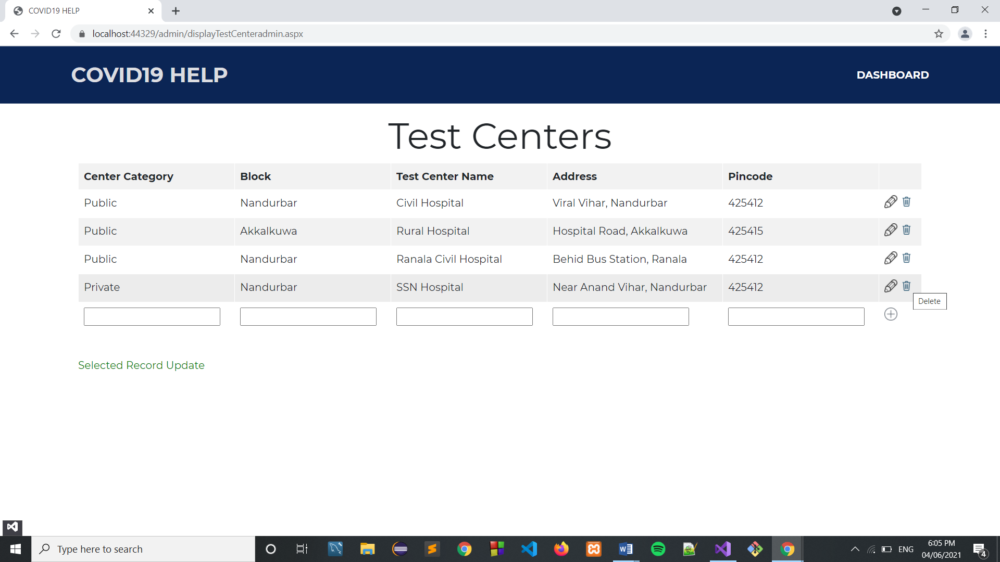 COVID19 HELP
localhost:44329/admin/displayTestCenteradmin.aspx
COVID19 HELP
DASHBOARD
Test Centers
Center Category Block Test Center Name Address Pincode
Public Nandurbar Civil Hospital Viral Vihar, Nandurbar 425412
Public Akkalkuwa Rural Hospital Hospital Road, Akkalkuwa 425415
Public Nandurbar Ranala Civil Hospital Behid Bus Station, Ranala 425412
Private Nandurbar SSN Hospital Near Anand Vihar, Nandurbar 425412
Delete
Selected Record Update
Type here to search
ENG
6:05 PM
04/06/2021
4